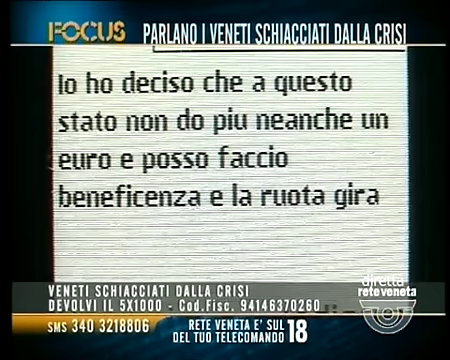 FOCUS
PARLANO I VENETI SCHIACCIATI DALLA CRISI
Io ho deciso che a questo
stato non do piu neanche un
euro e posso faccio
beneficenza e la ruota gira
diretta
reteveneta
VENETI SCHIACCIATI DALLA CRISI
DEVOLVI IL 5X1000 - Cod.Fisc. 94146370260
SMS 340 3218806
RETE VENETA E' SUL
DEL TUO TELECOMANDO 18